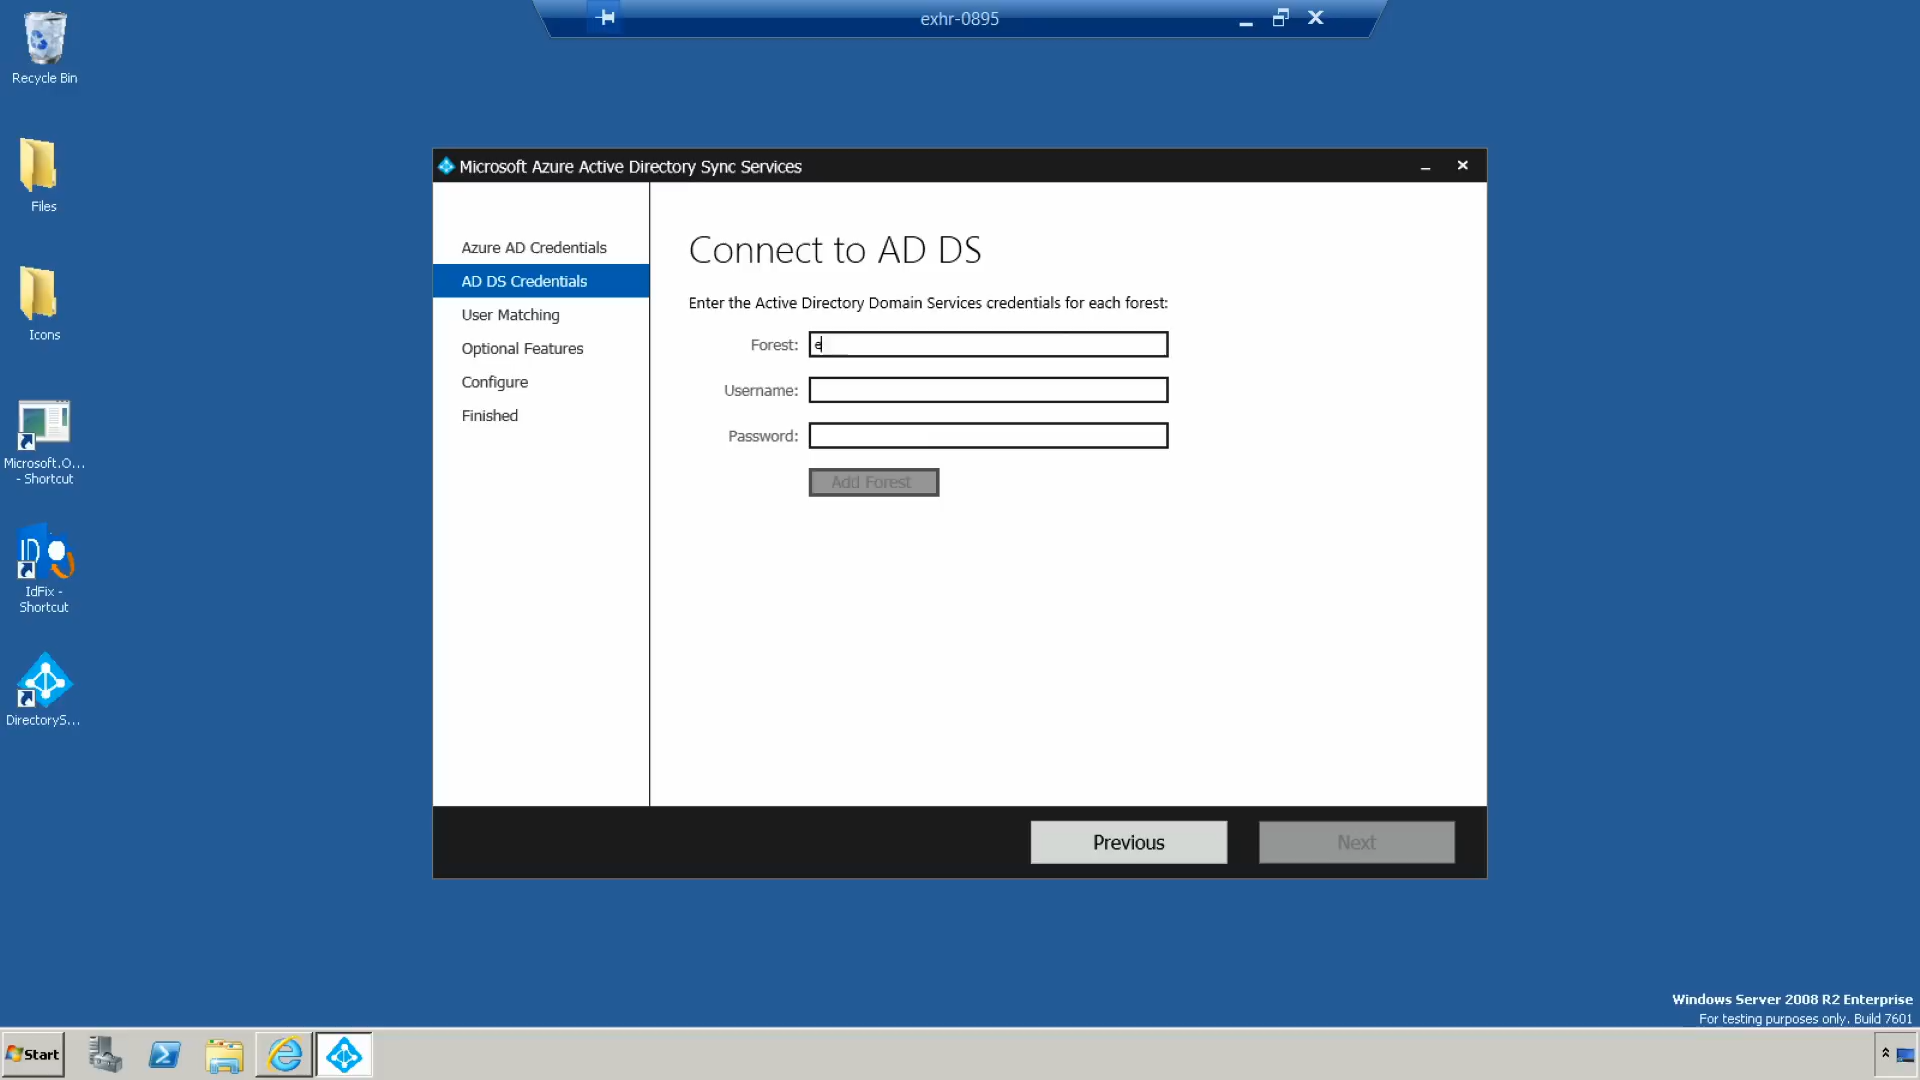 exhr-0895
Recycle Bin
Files
Icons
Microsoft.O...
- Shortcut
IdFix -
Shortcut
DirectoryS...
Microsoft Azure Active Directory Sync Services
Azure AD Credentials
AD DS Credentials
User Matching
Optional Features
Configure
Finished
Connect to AD DS
Enter the Active Directory Domain Services credentials for each forest:
Forest: e
Username:
Password:
Add Forest
Previous
Next
Windows Server 2008 R2 Enterprise
For testing purposes only. Build 7601
Start